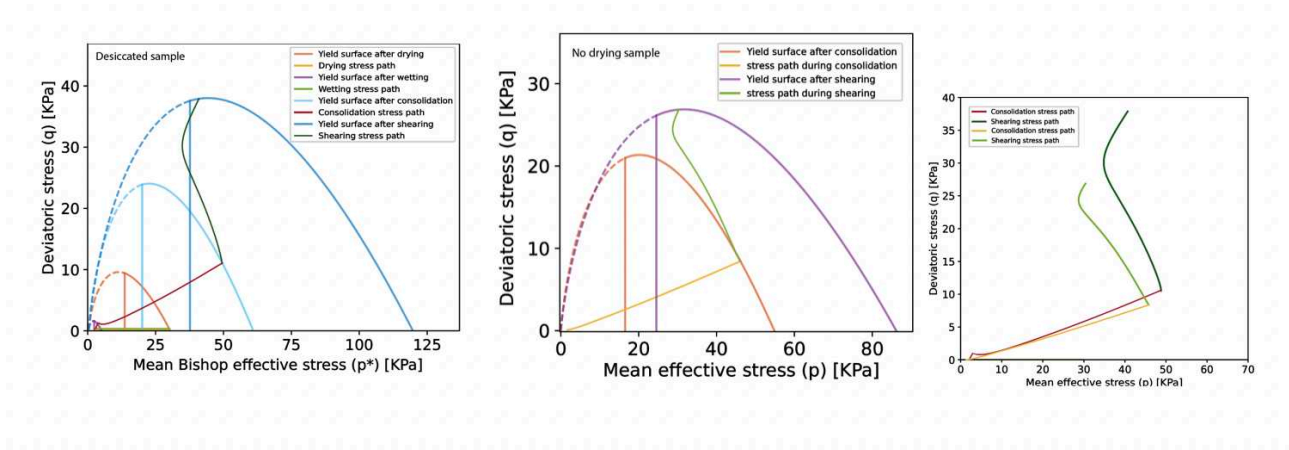 Desiccated sample
Yield surface after drying
Drying stress path
Yield surface after wetting
Wetting stress path
Yield surface after consolidation
Consolidation stress path
Yield surface after shearing
Shearing stress path
Deviatoric stress (q) [KPa]
40
30
20
10
0
0 25 50 75 100 125
Mean Bishop effective stress (p*) [KPa]
No drying sample
Yield surface after consolidation
stress path during consolidation
Yield surface after shearing
stress path during shearing
Deviatoric stress (q) [KPa]
30
20
10
0
0 20 40 60 80
Mean effective stress (p) [KPa]
Consolidation stress path
Shearing stress path
Consolidation stress path
Shearing stress path
Deviatoric stress (q) [KPa]
40
35
30
25
20
15
10
5
0
0 10 20 30 40 50 60 70
Mean effective stress (p) [KPa]